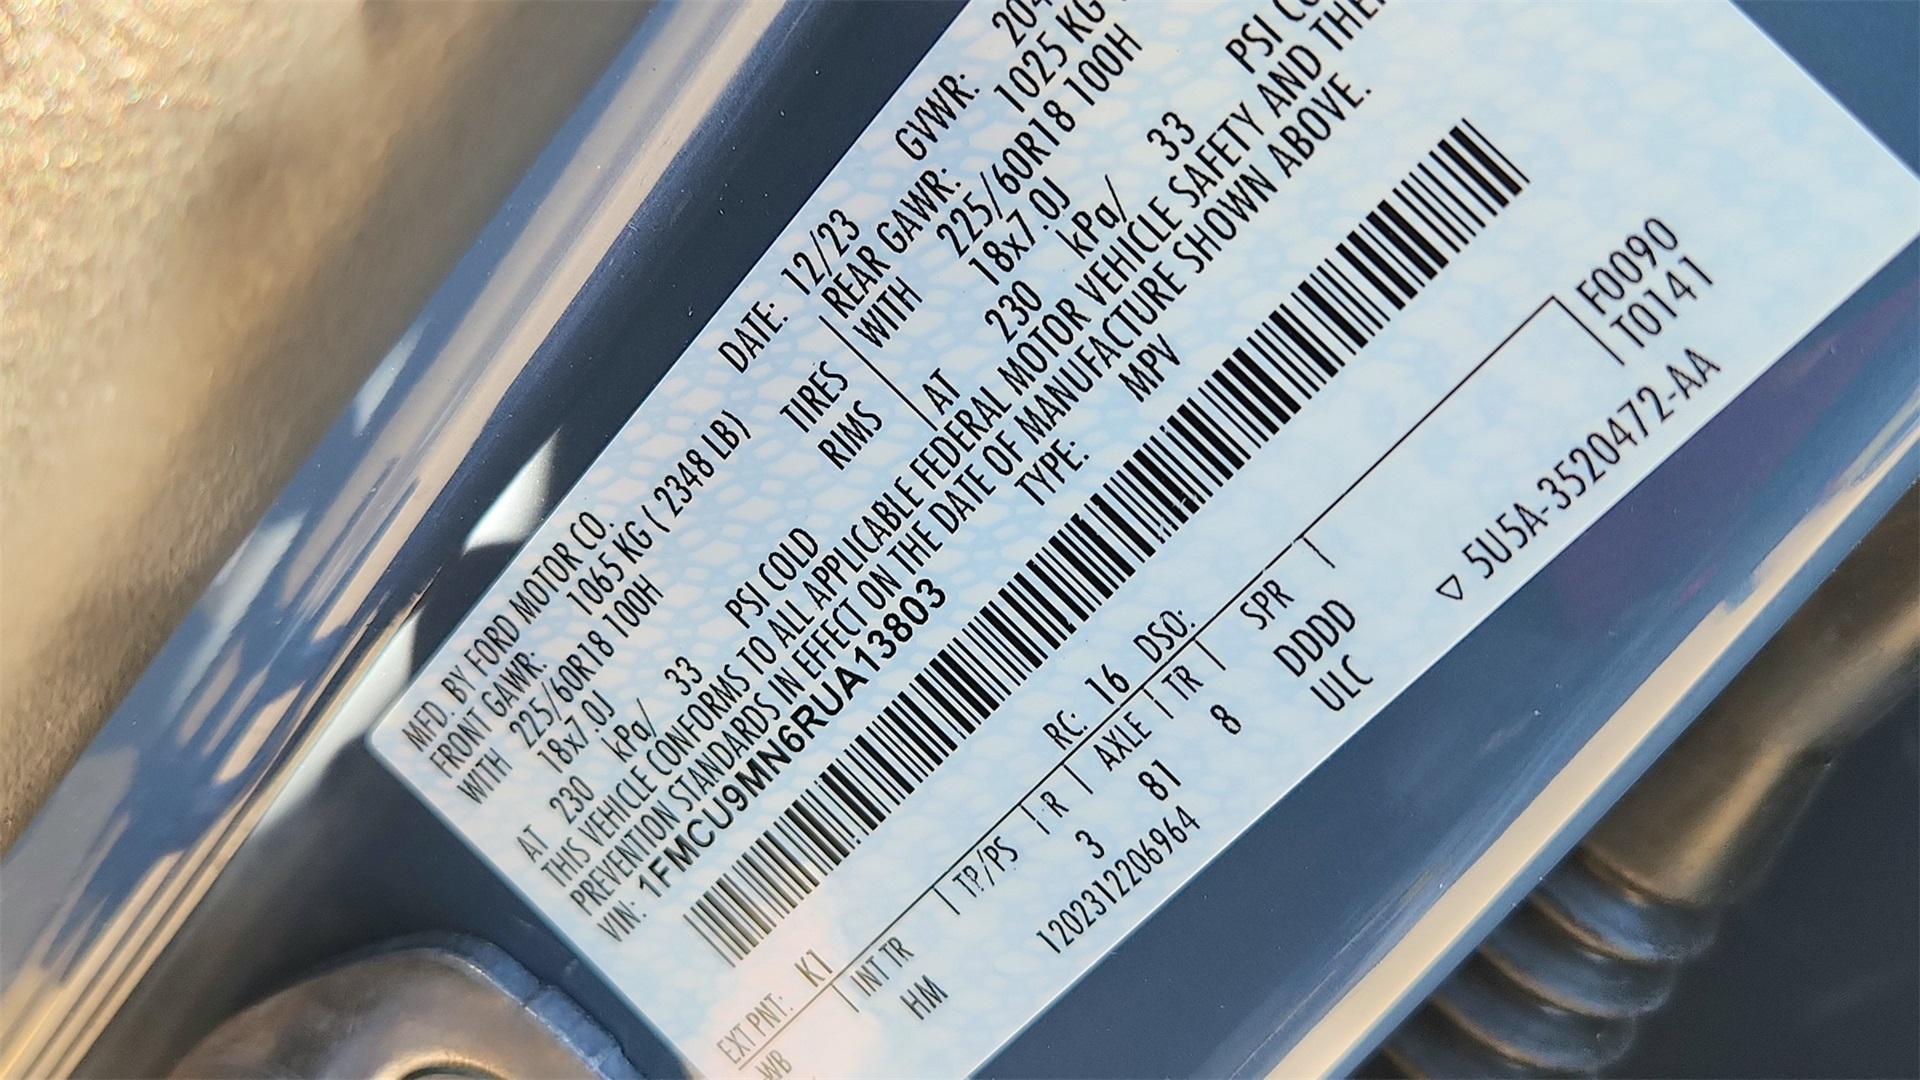 MFD. BY FORD MOTOR CO. DATE: 12/23 GVWR: 204
FRONT GAWR: 1065 KG ( 2348 LB) REAR GAWR: 1025 KG
WITH 225/60R18 100H TIRES WITH 225/60R18 100H
18x7.0J RIMS 18x7.0J
AT 230 kPa/ 33 PSI COLD AT 230 kPa/ 33 PSI
THIS VEHICLE CONFORMS TO ALL APPLICABLE FEDERAL MOTOR VEHICLE SAFETY AND
PREVENTION STANDARDS IN EFFECT ON THE DATE OF MANUFACTURE SHOWN ABOVE.
VIN: 1FMCU9MN6RUA13803 TYPE: MPV
EXT PNT: K1 RC: 16 DSO: F0090
WB INT TR TP/PS R AXLE TR SPR T0141
HM 3 81 8 DDDD
1202312206964 ULC ▽ 5U5A-3520472-AA